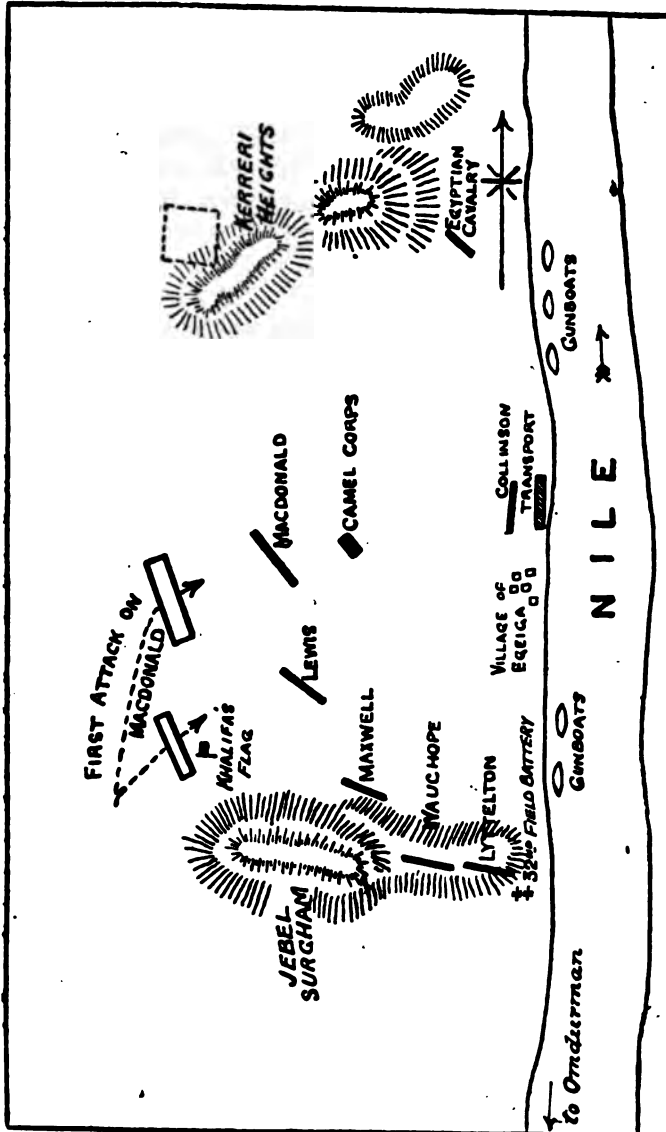 FIRST ATTACK ON
MACDONALD
KERRERI
HEIGHTS
KHALIFA'S
FLAG
MACDONALD
LEWIS
CAMEL CORPS
EGYPTIAN
CAVALRY
JEBEL
SURGHAM
MAXWELL
WAUCHOPE
LYTTELTON
32ND FIELD BATTERY
VILLAGE OF
EGEIGA
COLLINSON
TRANSPORT
GUNBOATS
GUNBOATS
NILE
to Omdurman